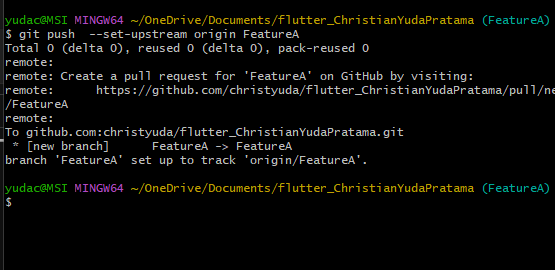 yudac@MSI MINGW64 ~/OneDrive/Documents/flutter_ChristianYudaPratama (FeatureA)
$ git push  --set-upstream origin FeatureA
Total 0 (delta 0), reused 0 (delta 0), pack-reused 0
remote:
remote: Create a pull request for 'FeatureA' on GitHub by visiting:
remote:      https://github.com/christyuda/flutter_ChristianYudaPratama/pull/ne
/FeatureA
remote:
To github.com:christyuda/flutter_ChristianYudaPratama.git
 * [new branch]      FeatureA -> FeatureA
branch 'FeatureA' set up to track 'origin/FeatureA'.
yudac@MSI MINGW64 ~/OneDrive/Documents/flutter_ChristianYudaPratama (FeatureA)
$